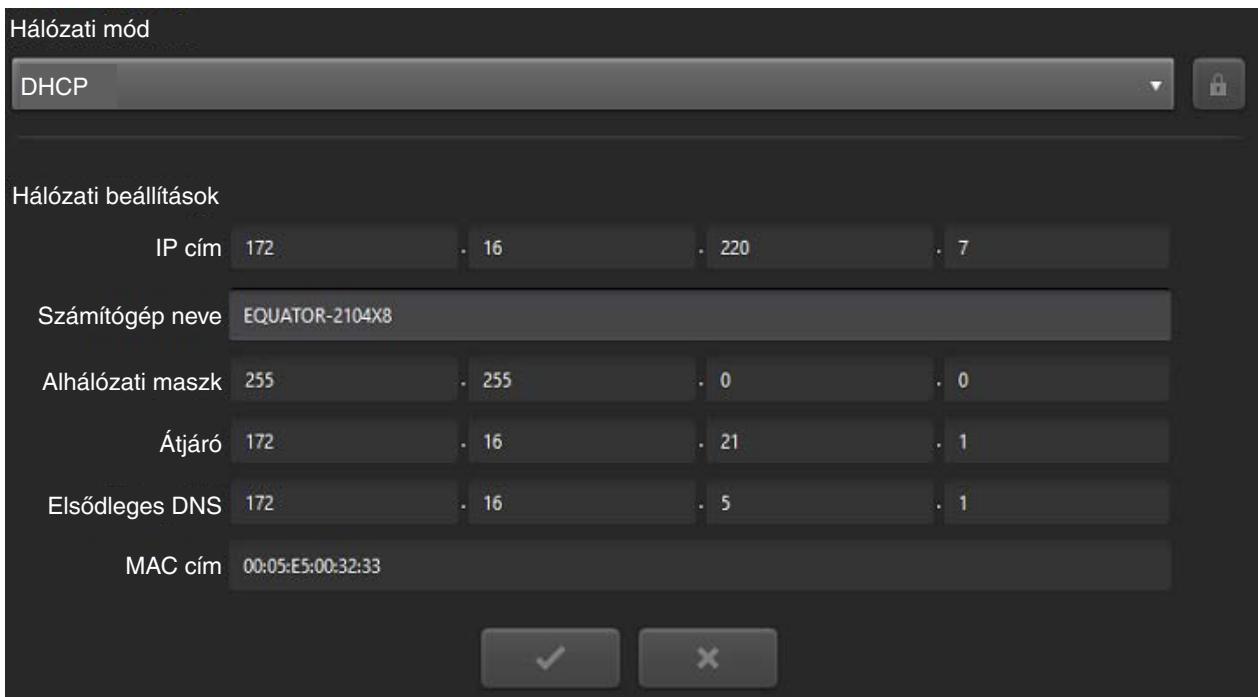 Hálózati mód
DHCP
Hálózati beállítások
IP cím 172 . 16 . 220 . 7
Számítógép neve EQUATOR-2104X8
Alhálózati maszk 255 . 255 . 0 . 0
Átjáró 172 . 16 . 21 . 1
Elsődleges DNS 172 . 16 . 5 . 1
MAC cím 00:05:E5:00:32:33